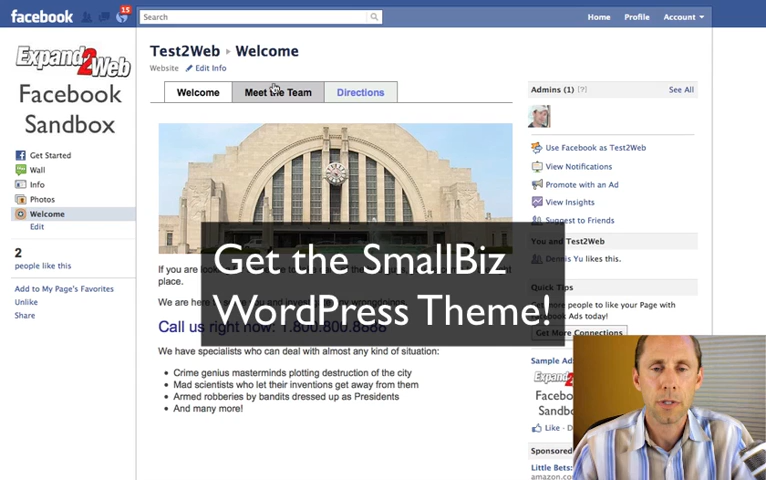 facebook
15
Search
Home Profile Account
Expand2Web
Facebook
Sandbox
Get Started
Wall
Info
Photos
Welcome
Edit
2
people like this
Add to My Page's Favorites
Unlike
Share
Test2Web Welcome
Website Edit Info
Welcome
Meet the Team
Directions
If you are
place.
We are
Get the SmallBiz
WordPress Theme!
Call us right now: 1.800.800.8888
We have specialists who can deal with almost any kind of situation:
• Crime genius masterminds plotting destruction of the city
• Mad scientists who let their inventions get away from them
• Armed robberies by bandits dressed up as Presidents
• And many more!
Admins (1) [?] See All
Use Facebook as Test2Web
View Notifications
Promote with an Ad
View Insights
Suggest to Friends
You and Test2Web
Dennis Yu likes this.
Quick Tips
Get more people to like your Page with
Facebook Ads today!
Get More Connections
Sample Ad
Like
Sponsored
Little Bets:
amazon.com